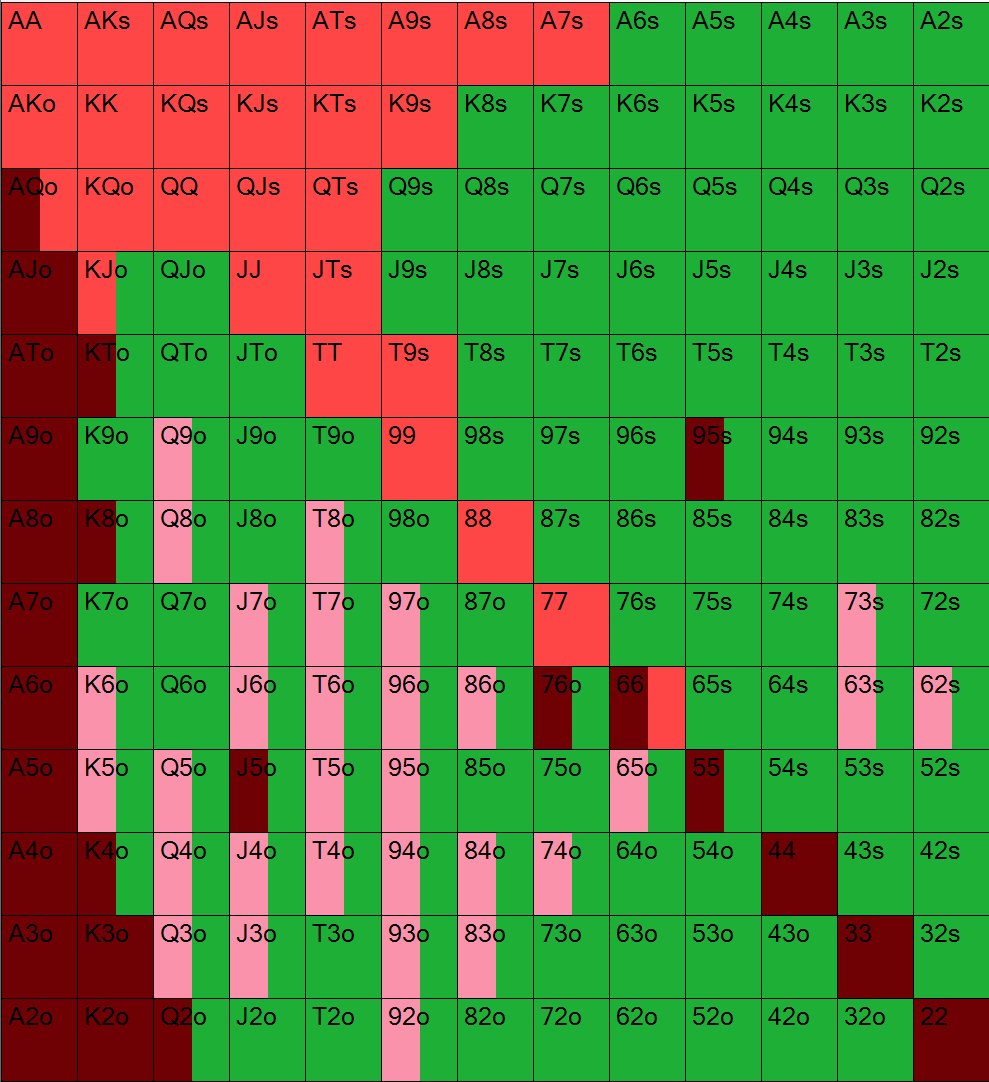 AA AKs AQs AJs ATs A9s A8s A7s A6s A5s A4s A3s A2s
AKo KK KQs KJs KTs K9s K8s K7s K6s K5s K4s K3s K2s
AQo KQo QQ QJs QTs Q9s Q8s Q7s Q6s Q5s Q4s Q3s Q2s
AJo KJo QJo JJ JTs J9s J8s J7s J6s J5s J4s J3s J2s
ATo KTo QTo JTo TT T9s T8s T7s T6s T5s T4s T3s T2s
A9o K9o Q9o J9o T9o 99 98s 97s 96s 95s 94s 93s 92s
A8o K8o Q8o J8o T8o 98o 88 87s 86s 85s 84s 83s 82s
A7o K7o Q7o J7o T7o 97o 87o 77 76s 75s 74s 73s 72s
A6o K6o Q6o J6o T6o 96o 86o 76o 66 65s 64s 63s 62s
A5o K5o Q5o J5o T5o 95o 85o 75o 65o 55 54s 53s 52s
A4o K4o Q4o J4o T4o 94o 84o 74o 64o 54o 44 43s 42s
A3o K3o Q3o J3o T3o 93o 83o 73o 63o 53o 43o 33 32s
A2o K2o Q2o J2o T2o 92o 82o 72o 62o 52o 42o 32o 22